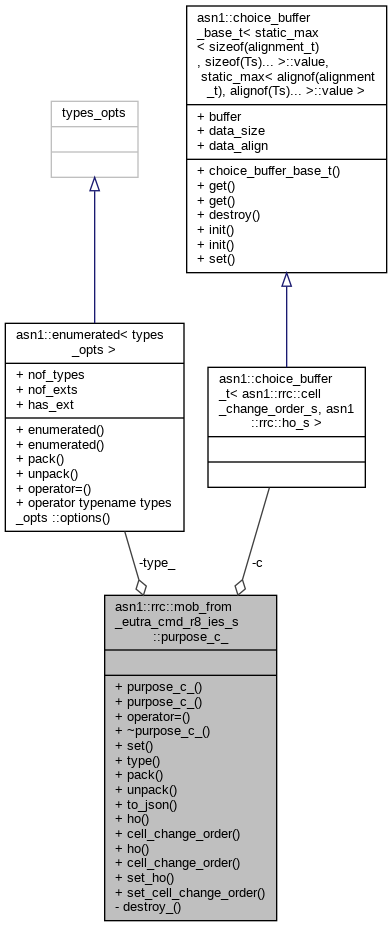 asn1::choice_buffer
_base_t< static_max
< sizeof(alignment_t)
, sizeof(Ts)... >::value,
static_max< alignof(alignment
_t), alignof(Ts)... >::value >
+ buffer
+ data_size
+ data_align
+ choice_buffer_base_t()
+ get()
+ get()
+ destroy()
+ init()
+ init()
+ set()
types_opts
asn1::enumerated< types
_opts >
+ nof_types
+ nof_exts
+ has_ext
+ enumerated()
+ enumerated()
+ pack()
+ unpack()
+ operator=()
+ operator typename types
_opts ::options()
asn1::choice_buffer
_t< asn1::rrc::cell
_change_order_s, asn1
::rrc::ho_s >
-type_
-c
asn1::rrc::mob_from
_eutra_cmd_r8_ies_s
::purpose_c_
+ purpose_c_()
+ purpose_c_()
+ operator=()
+ ~purpose_c_()
+ set()
+ type()
+ pack()
+ unpack()
+ to_json()
+ ho()
+ cell_change_order()
+ ho()
+ cell_change_order()
+ set_ho()
+ set_cell_change_order()
- destroy_()